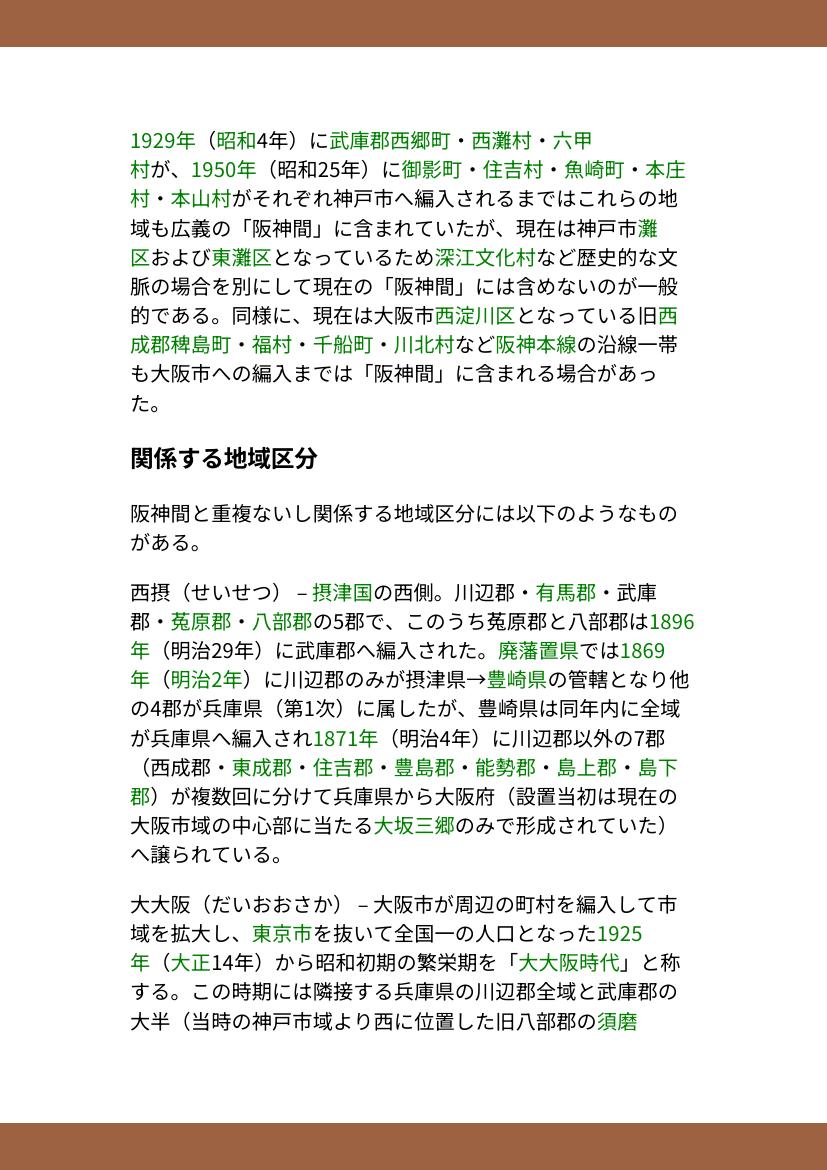 1929年（昭和4年）に武庫郡西郷町・西灘村・六甲
村が、1950年（昭和25年）に御影町・住吉村・魚崎町・本庄
村・本山村がそれぞれ神戸市へ編入されるまではこれらの地
域も広義の「阪神間」に含まれていたが、現在は神戸市灘
区および東灘区となっているため深江文化村など歴史的な文
脈の場合を別にして現在の「阪神間」には含めないのが一般
的である。同様に、現在は大阪市西淀川区となっている旧西
成郡稗島町・福村・千船町・川北村など阪神本線の沿線一帯
も大阪市への編入までは「阪神間」に含まれる場合があっ
た。
関係する地域区分
阪神間と重複ないし関係する地域区分には以下のようなもの
がある。
西摂（せいせつ） – 摂津国の西側。川辺郡・有馬郡・武庫
郡・菟原郡・八部郡の5郡で、このうち菟原郡と八部郡は1896
年（明治29年）に武庫郡へ編入された。廃藩置県では1869
年（明治2年）に川辺郡のみが摂津県→豊崎県の管轄となり他
の4郡が兵庫県（第1次）に属したが、豊崎県は同年内に全域
が兵庫県へ編入され1871年（明治4年）に川辺郡以外の7郡
（西成郡・東成郡・住吉郡・豊島郡・能勢郡・島上郡・島下
郡）が複数回に分けて兵庫県から大阪府（設置当初は現在の
大阪市域の中心部に当たる大坂三郷のみで形成されていた）
へ譲られている。
大大阪（だいおおさか） – 大阪市が周辺の町村を編入して市
域を拡大し、東京市を抜いて全国一の人口となった1925
年（大正14年）から昭和初期の繁栄期を「大大阪時代」と称
する。この時期には隣接する兵庫県の川辺郡全域と武庫郡の
大半（当時の神戸市域より西に位置した旧八部郡の須磨